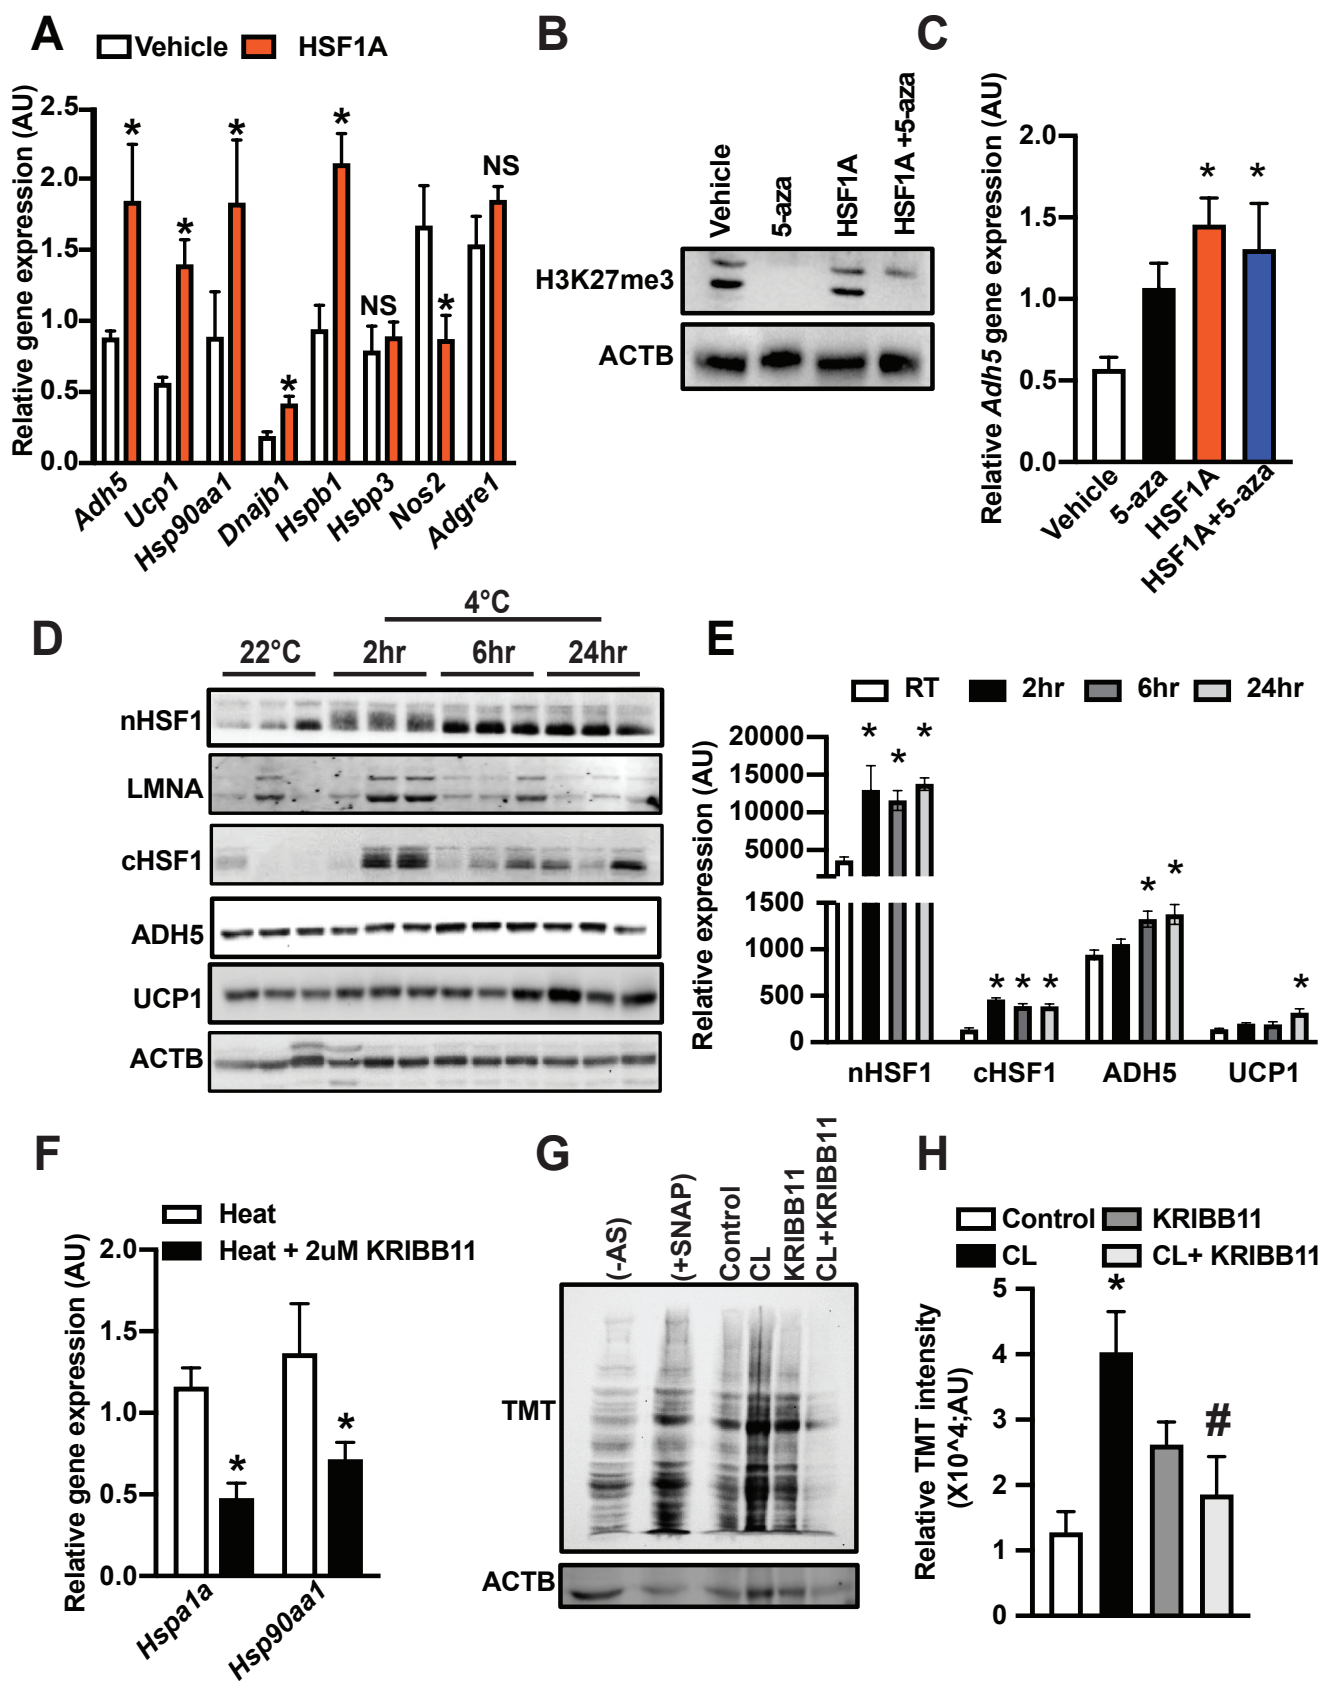 A
Vehicle
HSF1A
Relative gene expression (AU)
2.5
2.0
1.5
1.0
0.5
0.0
*
*
*
*
*
NS
*
NS
Adh5
Ucp1
Hsp90aa1
Dnajb1
Hspb1
Hsbp3
Nos2
Adgre1
B
Vehicle
5-aza
HSF1A
HSF1A +5-aza
H3K27me3
ACTB
C
Relative Adh5 gene expression (AU)
2.0
1.5
1.0
0.5
0.0
*
*
Vehicle
5-aza
HSF1A
HSF1A+5-aza
D
4°C
22°C
2hr
6hr
24hr
nHSF1
LMNA
cHSF1
ADH5
UCP1
ACTB
E
RT
2hr
6hr
24hr
Relative expression (AU)
20000
15000
10000
5000
1500
1000
500
0
*
*
*
*
*
*
*
*
*
nHSF1
cHSF1
ADH5
UCP1
F
Heat
Heat + 2uM KRIBB11
Relative gene expression (AU)
2.0
1.5
1.0
0.5
0.0
*
*
Hspa1a
Hsp90aa1
G
(-AS)
(+SNAP)
Control
CL
KRIBB11
CL+KRIBB11
TMT
ACTB
H
Control
KRIBB11
CL
CL+ KRIBB11
Relative TMT intensity
(X10^4;AU)
5
4
3
2
1
0
*
#